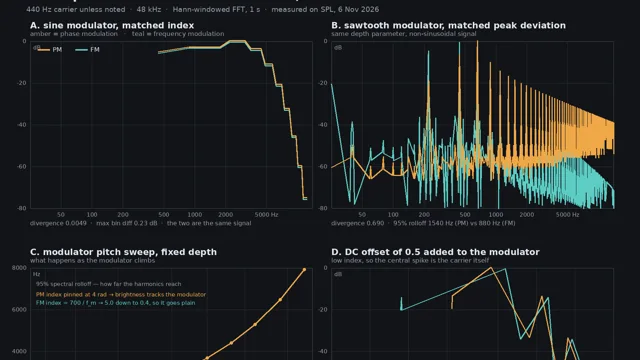 440 Hz carrier unless noted · 48 kHz · Hann-windowed FFT, 1 s · measured on SPL, 6 Nov 2026
A. sine modulator, matched index
amber = phase modulation · teal = frequency modulation
dB
PM
FM
0
-20
-40
-60
-80
50
100
200
500
1000
2000
5000 Hz
divergence 0.0049 · max bin diff 0.23 dB · the two are the same signal
B. sawtooth modulator, matched peak deviation
same depth parameter, non-sinusoidal signal
dB
0
-20
-40
-60
-80
50
100
200
500
1000
2000
5000 Hz
divergence 0.690 · 95% rolloff 1540 Hz (PM) vs 880 Hz (FM)
C. modulator pitch sweep, fixed depth
what happens as the modulator climbs
8000
6000
4000
Hz
95% spectral rolloff — how far the harmonics reach
PM index pinned at 4 rad → brightness tracks the modulator
FM index = 700 / f_m → 5.0 down to 0.4, so it goes plain
D. DC offset of 0.5 added to the modulator
low index, so the central spike is the carrier itself
dB
0
-20
-40